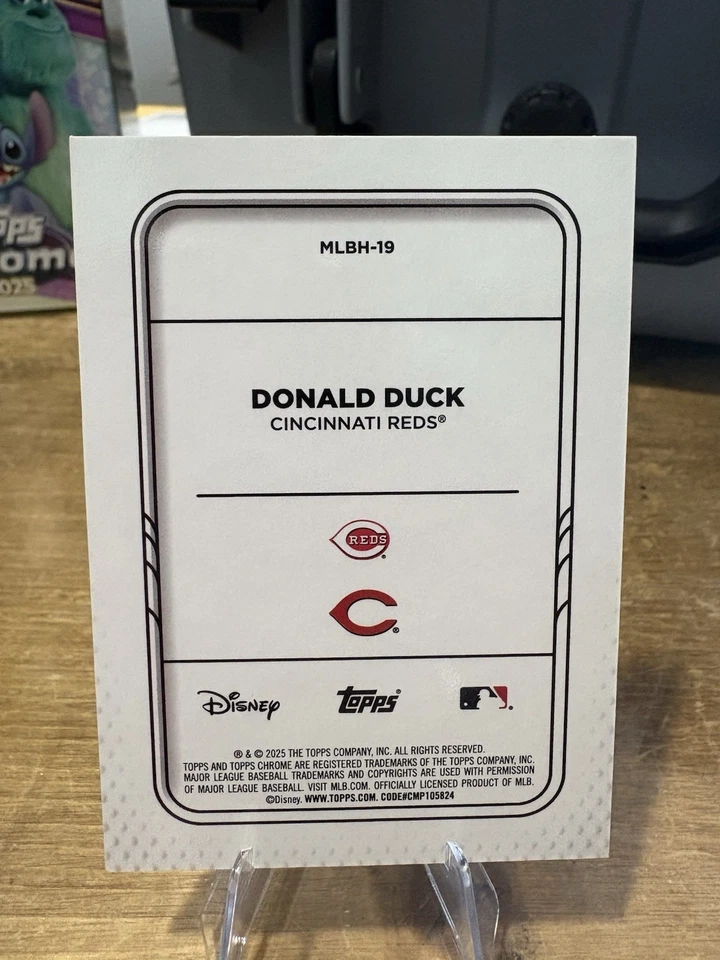 MLBH-19
DONALD DUCK
CINCINNATI REDS®
REDS®
C®
Disney Topps® ®
® & © 2025 THE TOPPS COMPANY, INC. ALL RIGHTS RESERVED.
TOPPS AND TOPPS CHROME ARE REGISTERED TRADEMARKS OF THE TOPPS COMPANY, INC.
MAJOR LEAGUE BASEBALL TRADEMARKS AND COPYRIGHTS ARE USED WITH PERMISSION
OF MAJOR LEAGUE BASEBALL. VISIT MLB.COM. OFFICIALLY LICENSED PRODUCT OF MLB.
©Disney. WWW.TOPPS.COM. CODE#CMP105824